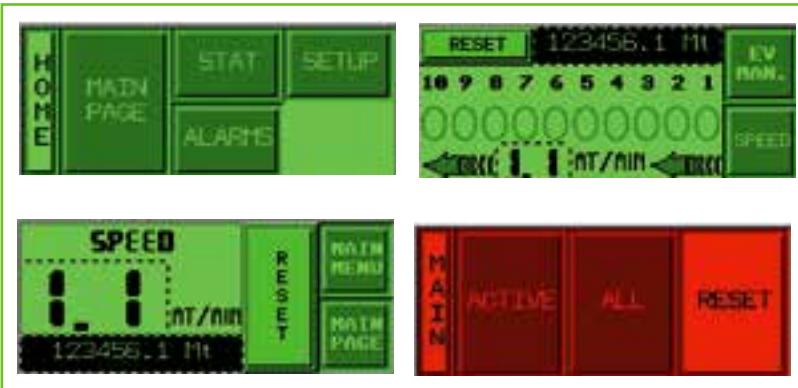 HOME
MAIN PAGE
STAT
SETUP
ALARMS
RESET
123456.1 Mt
EV MAN.
10 9 8 7 6 5 4 3 2 1
SPEED
1.1 MT/MIN
SPEED
1.1 MT/MIN
123456.1 Mt
RESET
MAIN MENU
MAIN PAGE
MAIN
ACTIVE
ALL
RESET